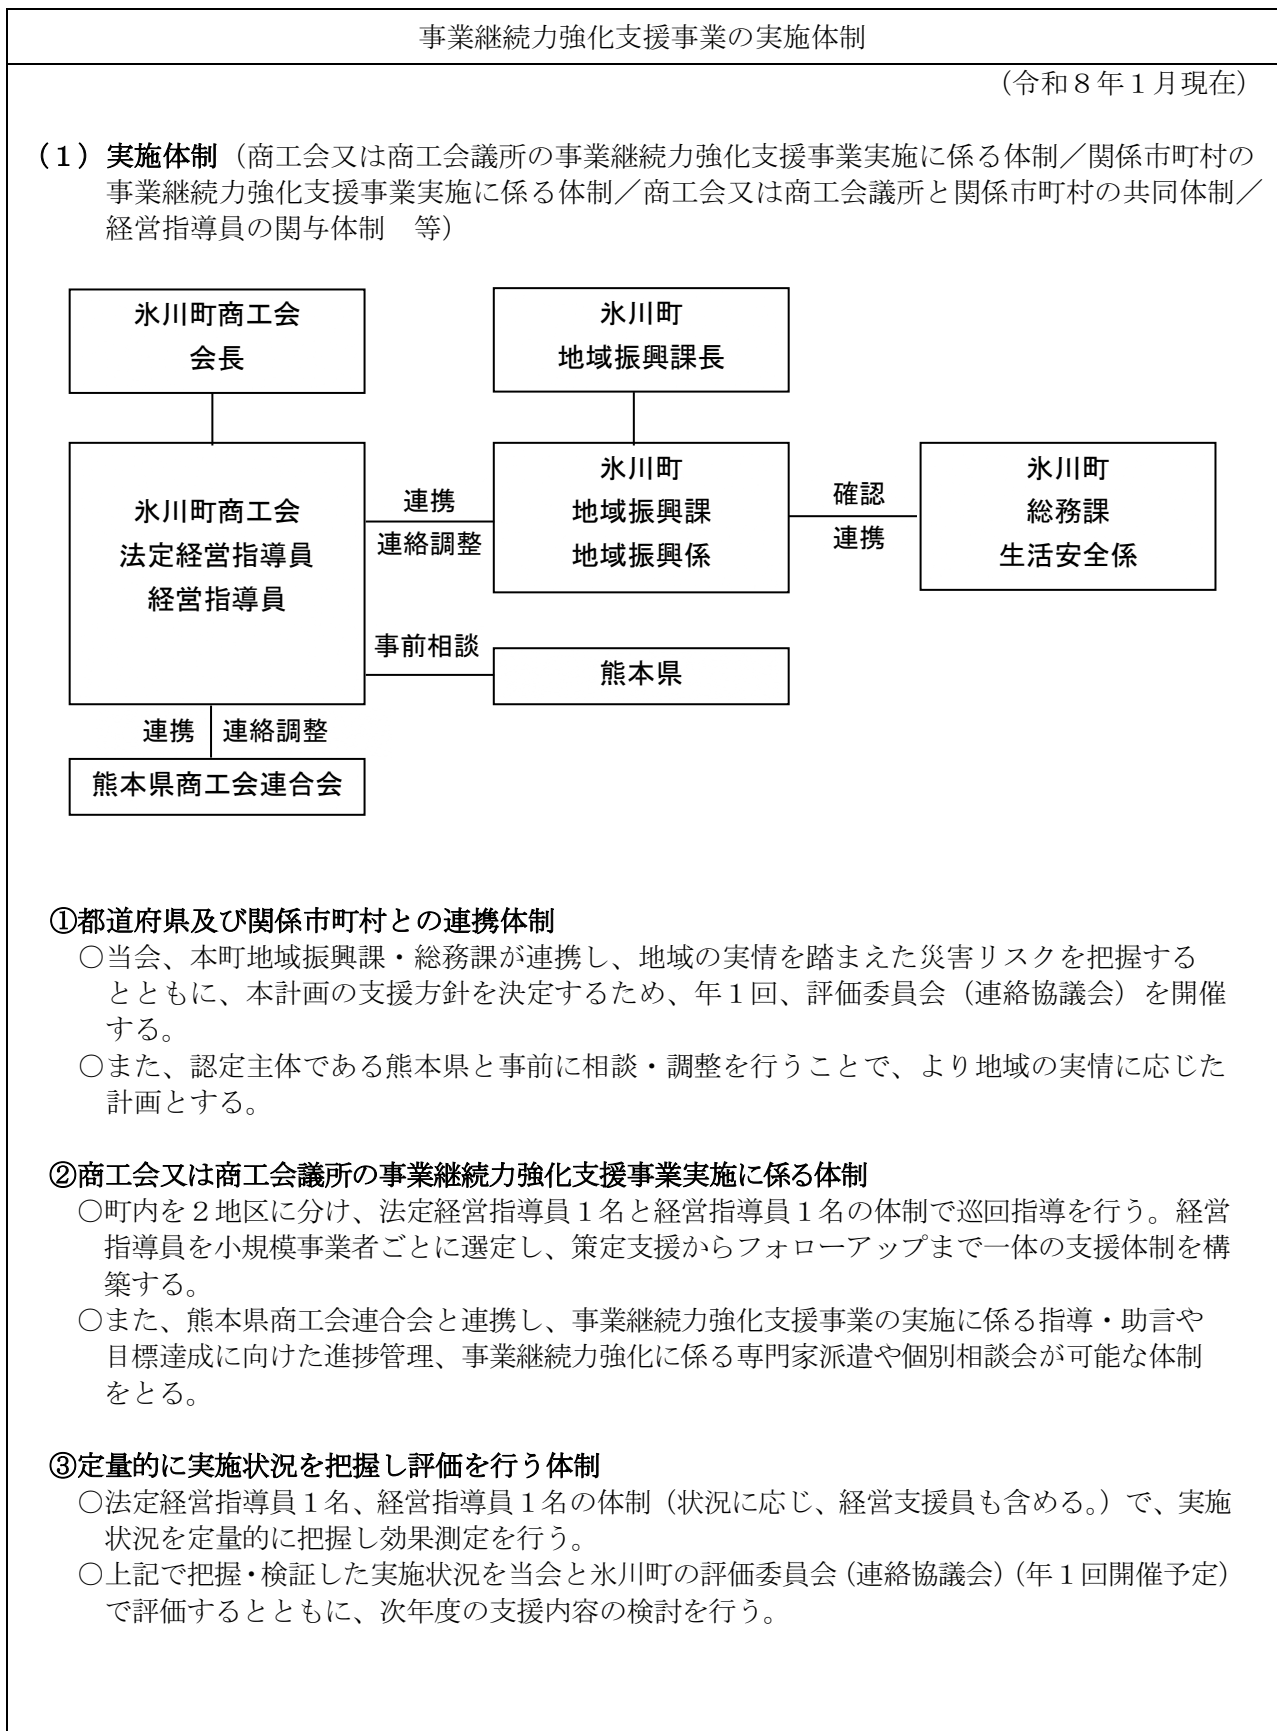 事業継続力強化支援事業の実施体制
（令和８年１月現在）
（１）実施体制（商工会又は商工会議所の事業継続力強化支援事業実施に係る体制／関係市町村の
事業継続力強化支援事業実施に係る体制／商工会又は商工会議所と関係市町村の共同体制／
経営指導員の関与体制　等）
氷川町商工会
会長
氷川町
地域振興課長
氷川町商工会
法定経営指導員
経営指導員
連携
連絡調整
氷川町
地域振興課
地域振興係
確認
連携
氷川町
総務課
生活安全係
事前相談
熊本県
連携
連絡調整
熊本県商工会連合会
①都道府県及び関係市町村との連携体制
○当会、本町地域振興課・総務課が連携し、地域の実情を踏まえた災害リスクを把握する
とともに、本計画の支援方針を決定するため、年１回、評価委員会（連絡協議会）を開催
する。
○また、認定主体である熊本県と事前に相談・調整を行うことで、より地域の実情に応じた
計画とする。
②商工会又は商工会議所の事業継続力強化支援事業実施に係る体制
○町内を２地区に分け、法定経営指導員１名と経営指導員１名の体制で巡回指導を行う。経営
指導員を小規模事業者ごとに選定し、策定支援からフォローアップまで一体の支援体制を構
築する。
○また、熊本県商工会連合会と連携し、事業継続力強化支援事業の実施に係る指導・助言や
目標達成に向けた進捗管理、事業継続力強化に係る専門家派遣や個別相談会が可能な体制
をとる。
③定量的に実施状況を把握し評価を行う体制
○法定経営指導員１名、経営指導員１名の体制（状況に応じ、経営支援員も含める。）で、実施
状況を定量的に把握し効果測定を行う。
○上記で把握・検証した実施状況を当会と氷川町の評価委員会（連絡協議会）（年１回開催予定）
で評価するとともに、次年度の支援内容の検討を行う。